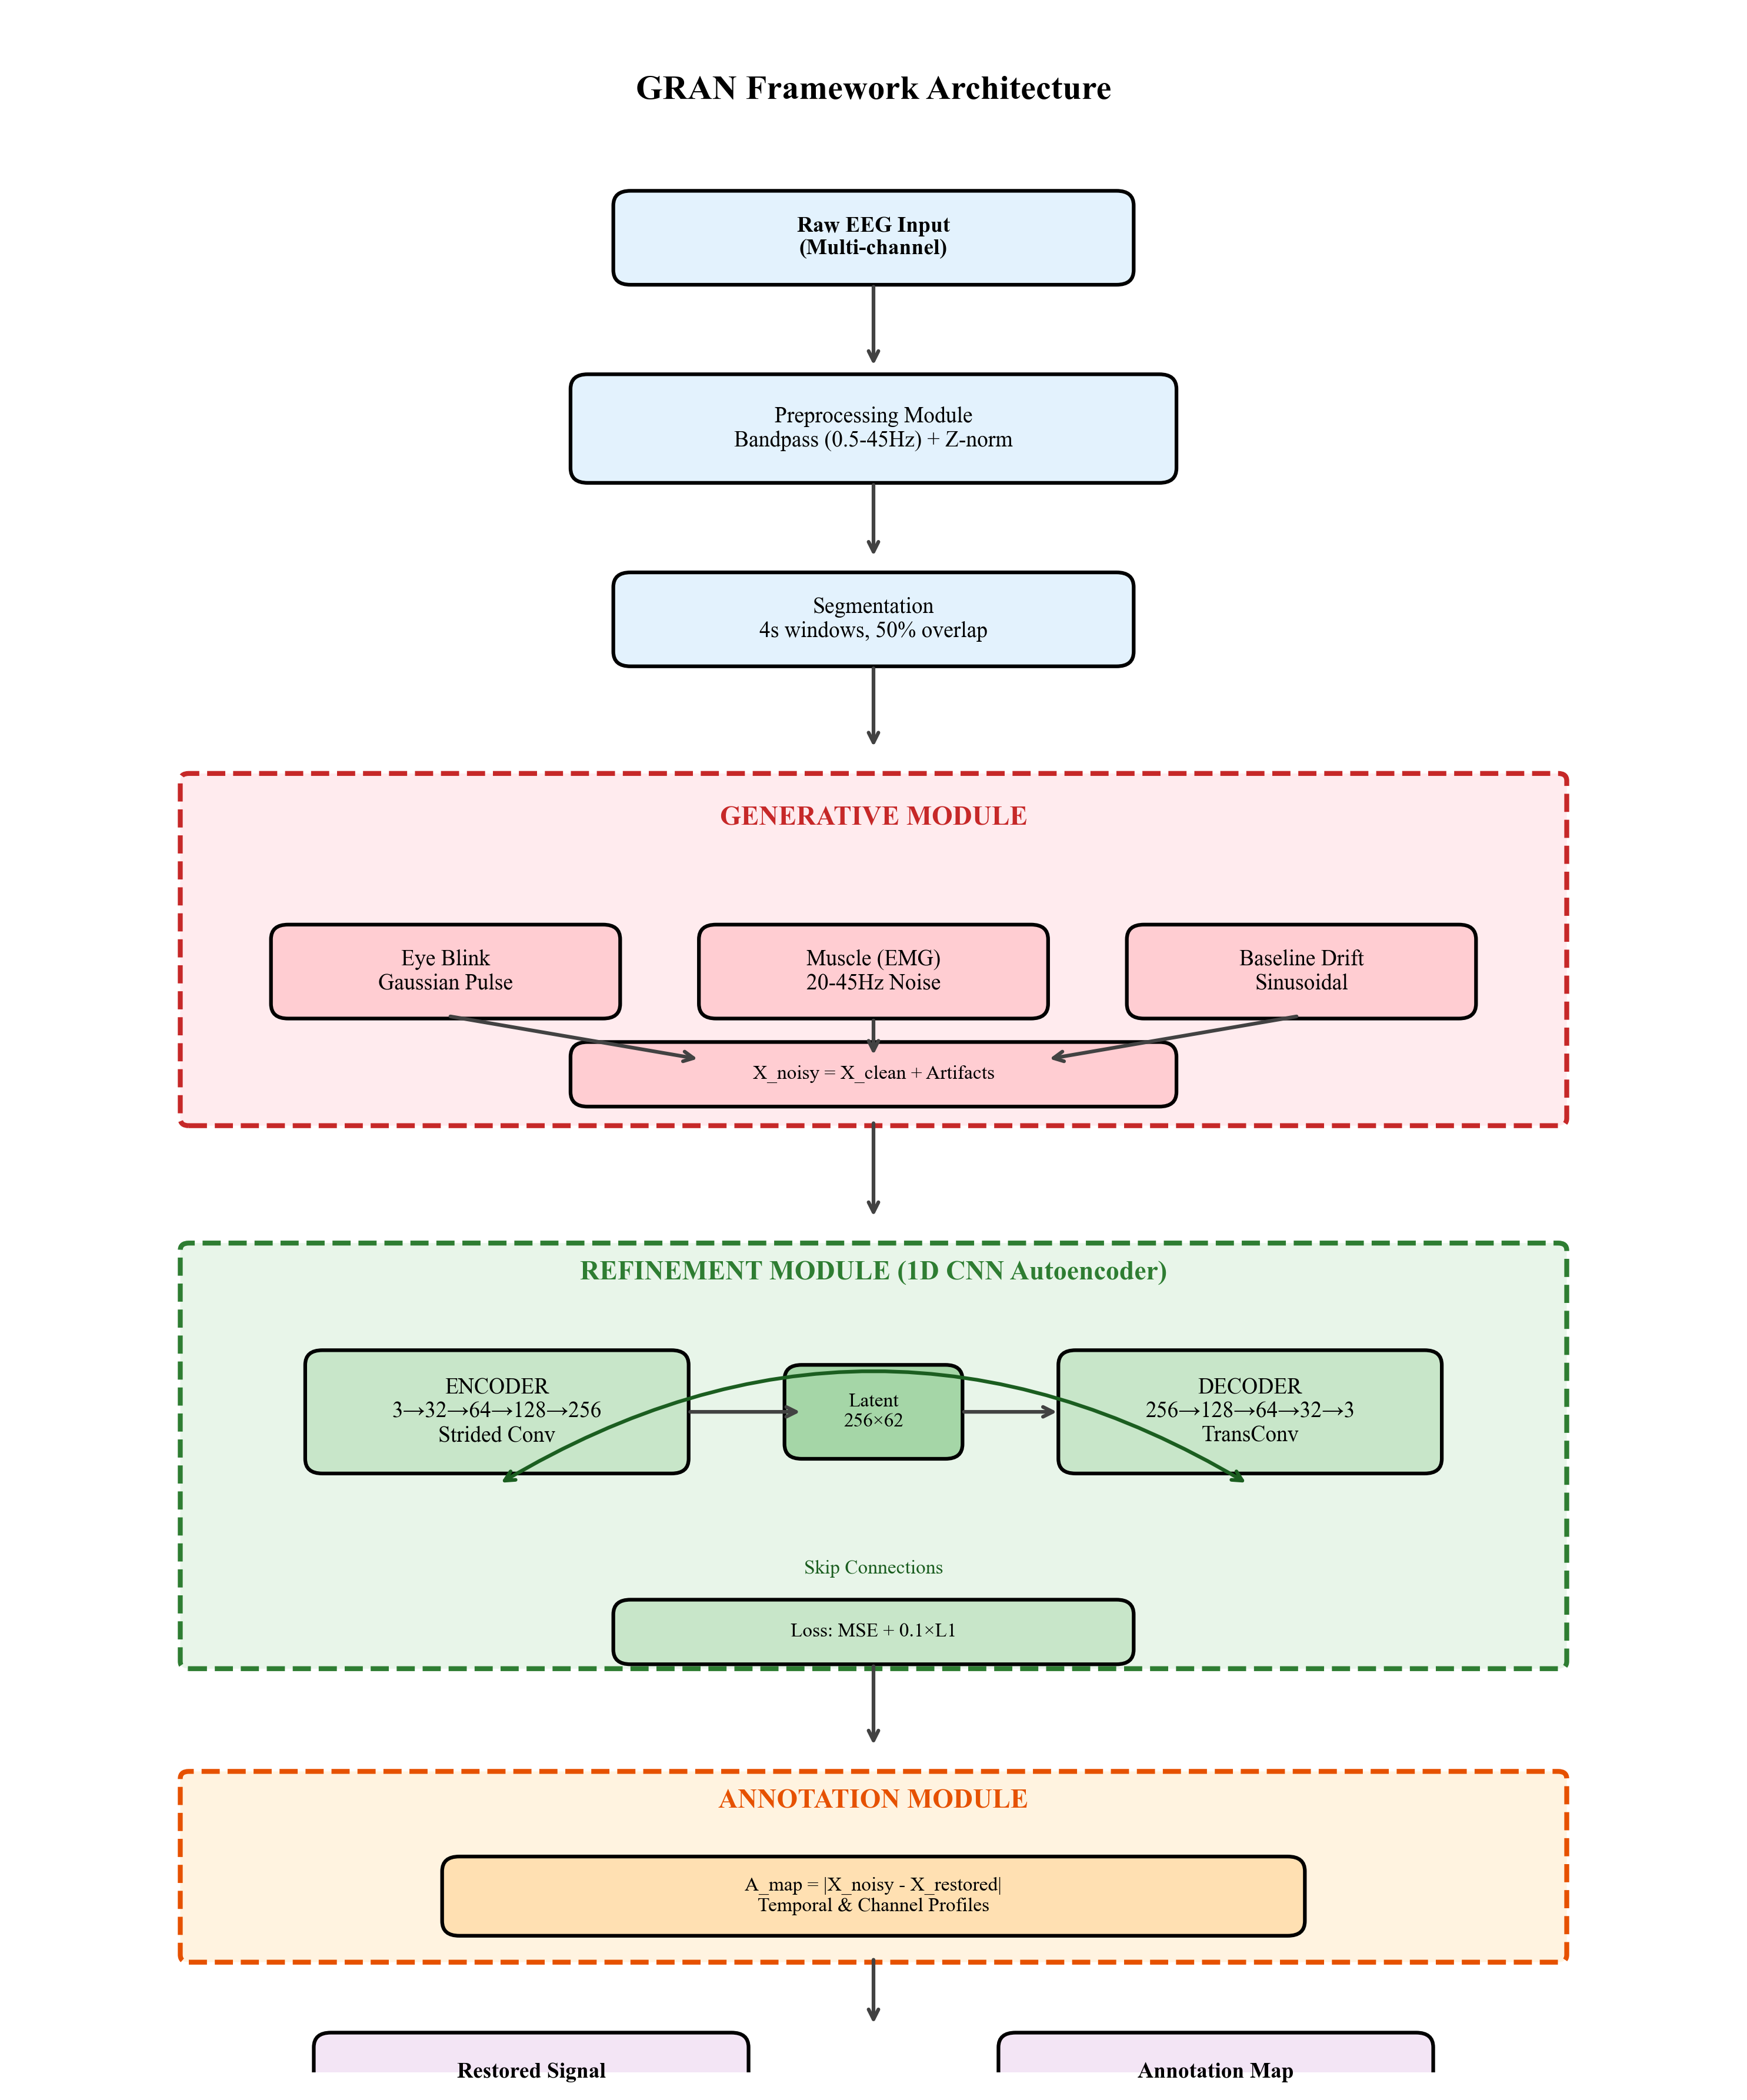 GRAN Framework Architecture
Raw EEG Input
(Multi-channel)
Preprocessing Module
Bandpass (0.5-45Hz) + Z-norm
Segmentation
4s windows, 50% overlap
GENERATIVE MODULE
Eye Blink
Gaussian Pulse
Muscle (EMG)
20-45Hz Noise
Baseline Drift
Sinusoidal
X_noisy = X_clean + Artifacts
REFINEMENT MODULE (1D CNN Autoencoder)
ENCODER
3→32→64→128→256
Strided Conv
Latent
256×62
DECODER
256→128→64→32→3
TransConv
Skip Connections
Loss: MSE + 0.1×L1
ANNOTATION MODULE
A_map = |X_noisy - X_restored|
Temporal & Channel Profiles
Restored Signal
Annotation Map